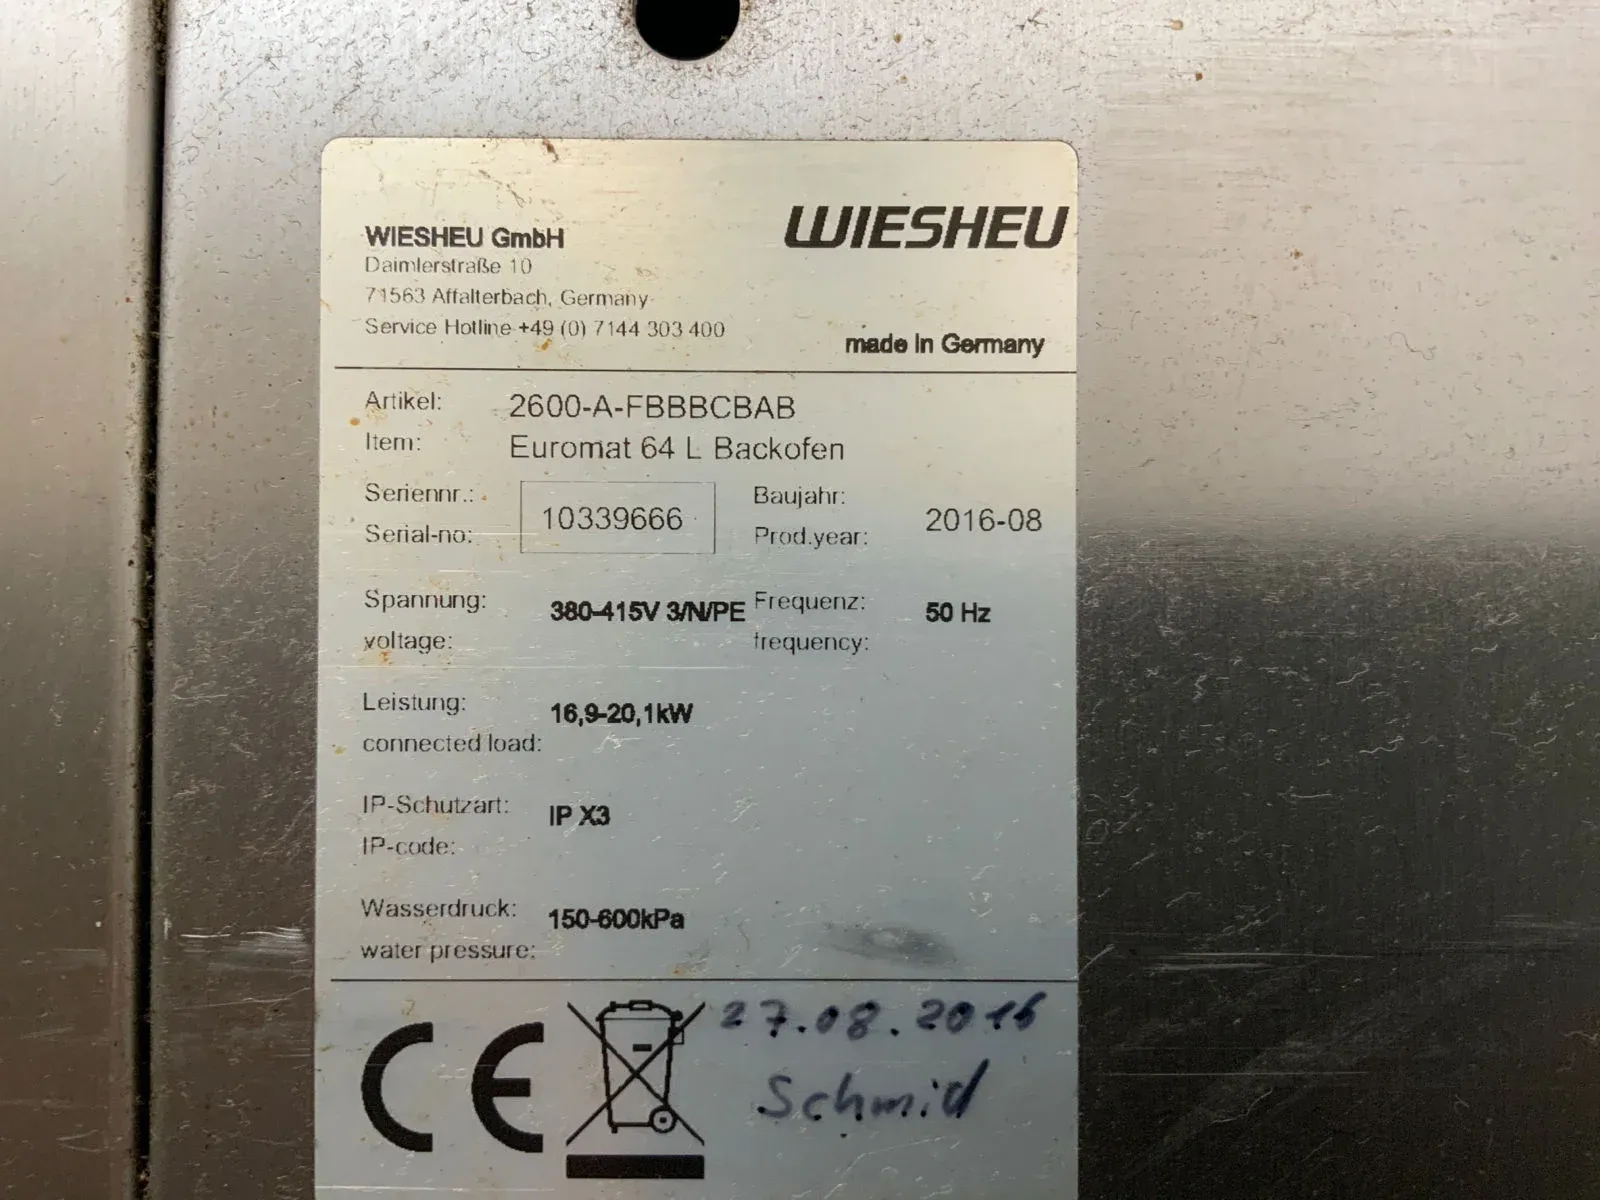 WIESHEU GmbH
Daimlerstraße 10
71563 Affalterbach, Germany
Service Hotline +49 (0) 7144 303 400
WIESHEU
made in Germany
Artikel: 2600-A-FBBBCBAB
Item: Euromat 64 L Backofen
Seriennr.:
Serial-no:
10339666
Baujahr:
Prod.year:
2016-08
Spannung:
voltage:
380-415V 3/N/PE
Frequenz:
frequency:
50 Hz
Leistung:
connected load:
16,9-20,1kW
IP-Schutzart:
IP-code:
IP X3
Wasserdruck:
water pressure:
150-600kPa
CE
27.08.2016
Schmid